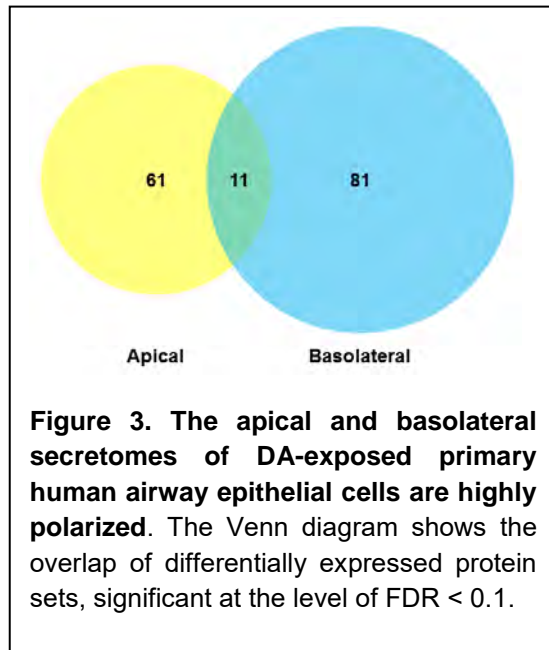 61 11 81
Apical Basolateral
Figure 3. The apical and basolateral
secretomes of DA-exposed primary
human airway epithelial cells are highly
polarized. The Venn diagram shows the
overlap of differentially expressed protein
sets, significant at the level of FDR < 0.1.